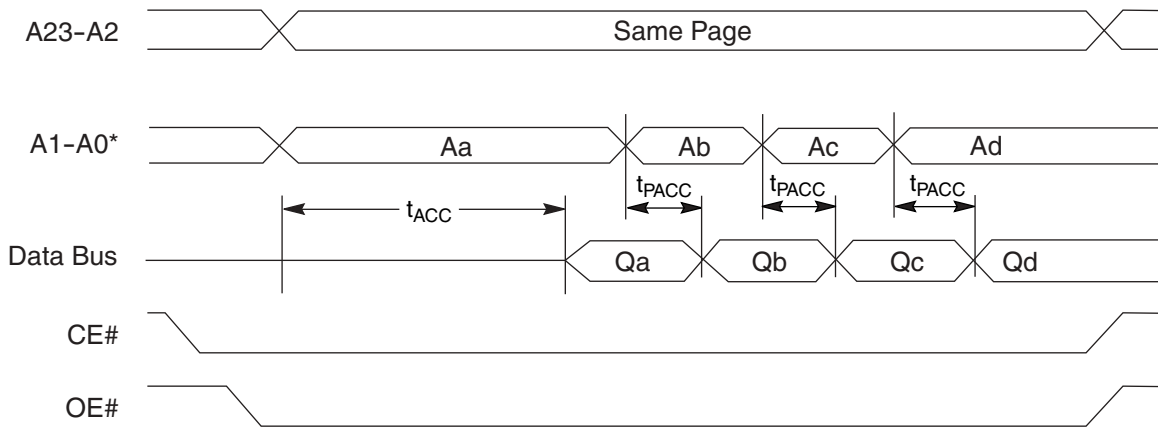 A23–A2 Same Page
A1–A0* Aa Ab Ac Ad
tACC tPACC tPACC tPACC
Data Bus Qa Qb Qc Qd
CE#
OE#